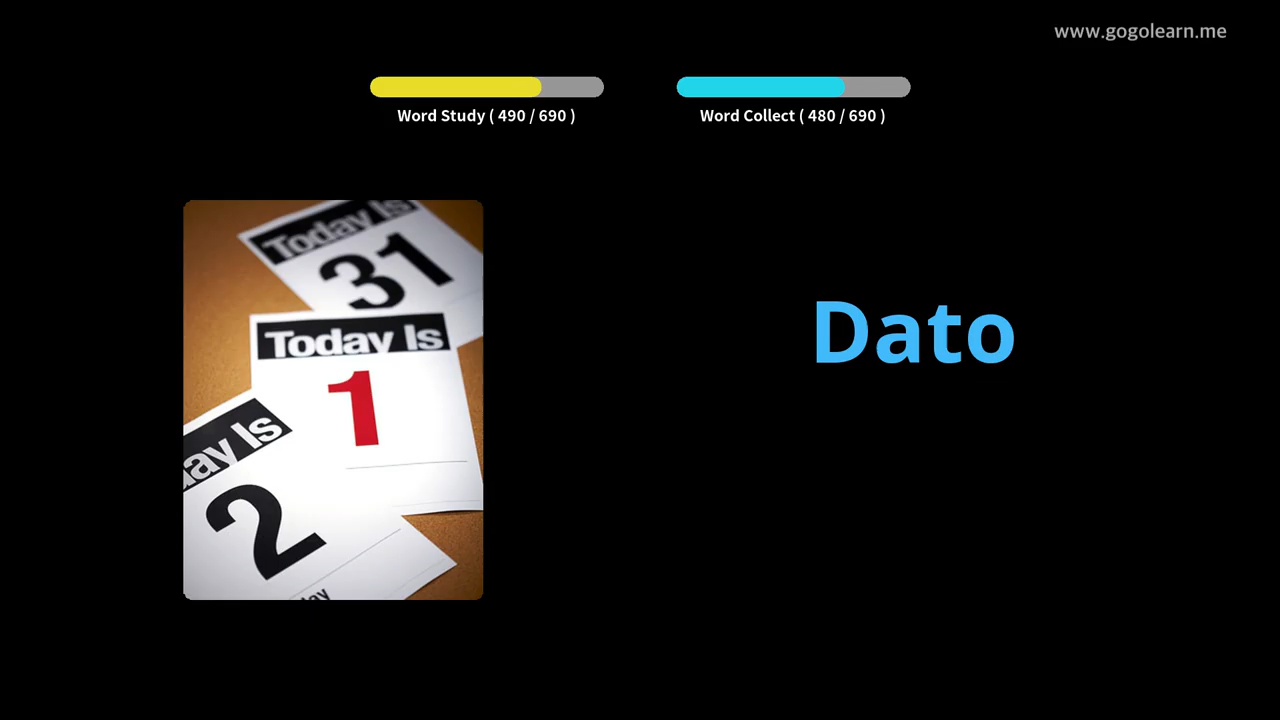 www.gogolearn.me
Word Study ( 490 / 690 )
Word Collect ( 480 / 690 )
Today Is
31
Today Is
1
day Is
2
Dato